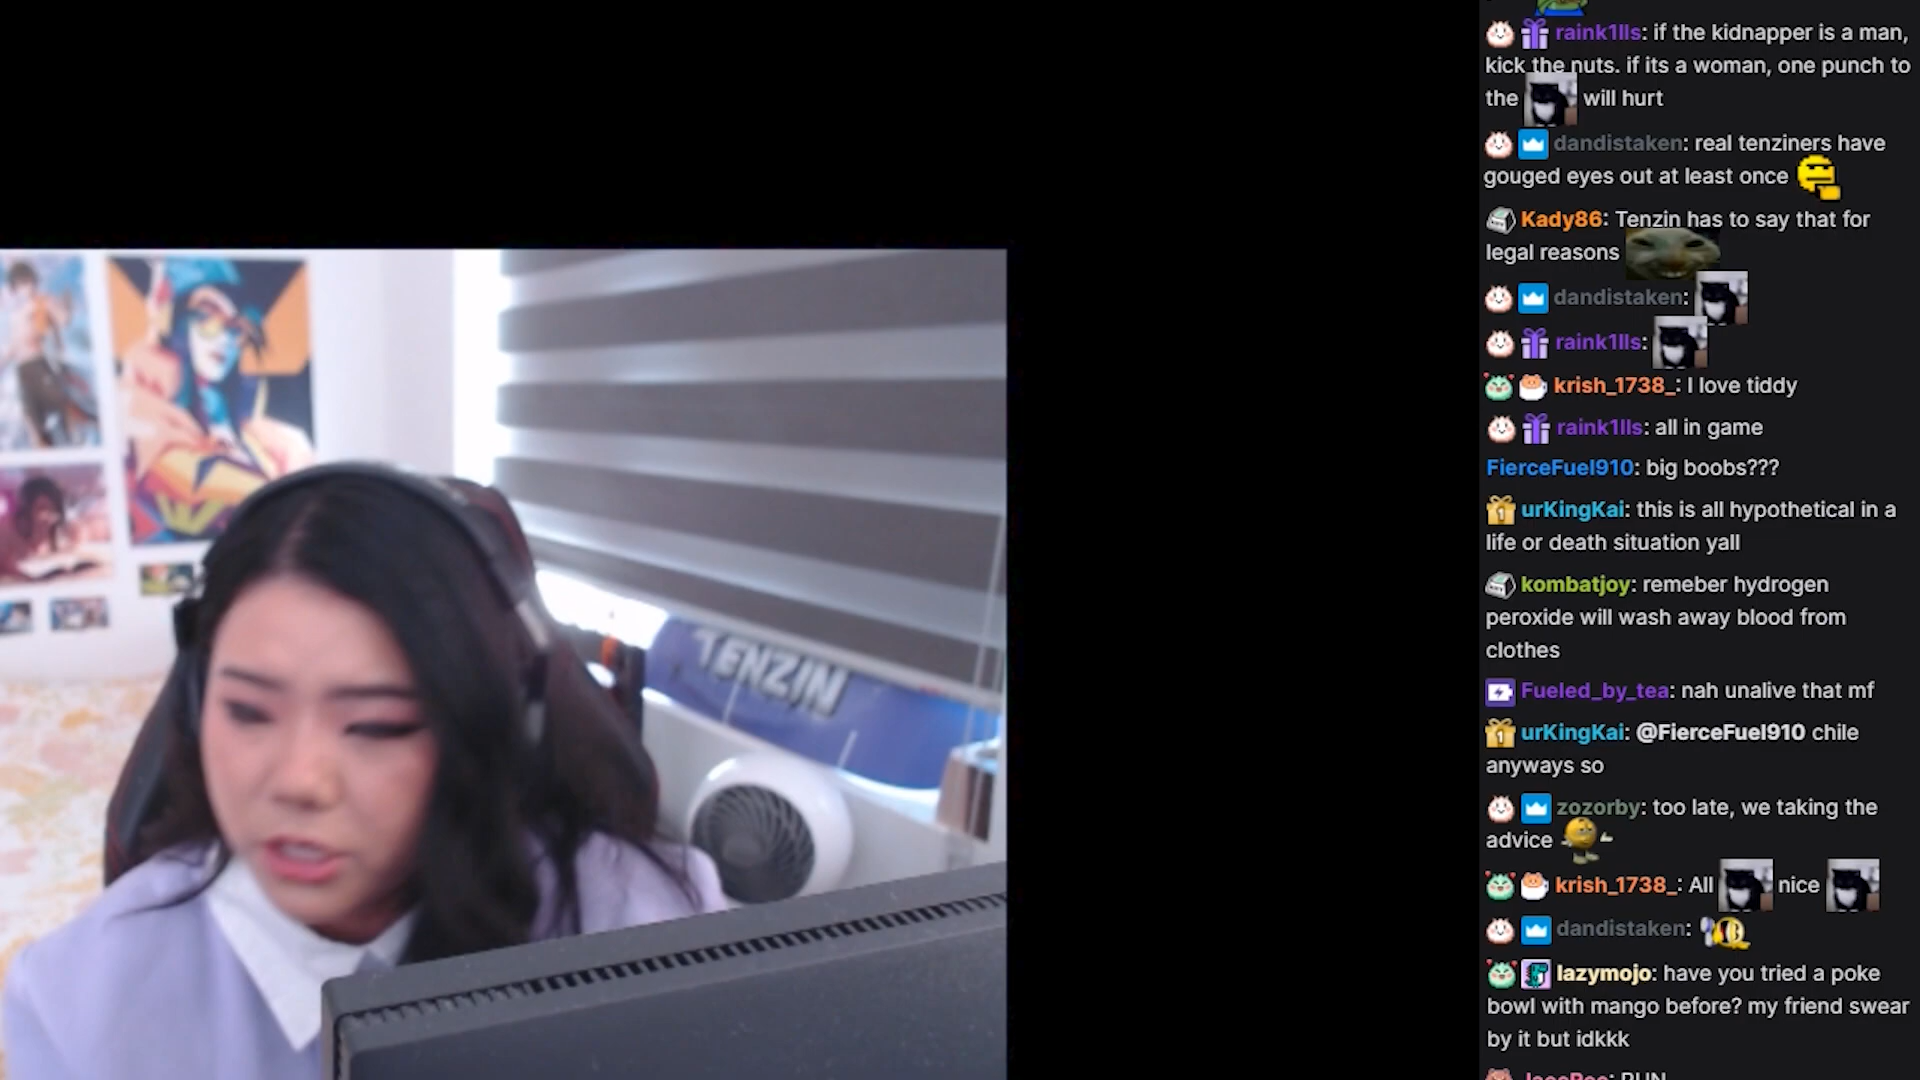 raink1lls: if the kidnapper is a man,
kick the nuts. if its a woman, one punch to
the will hurt
dandistaken: real tenziners have
gouged eyes out at least once
Kady86: Tenzin has to say that for
legal reasons
dandistaken:
raink1lls:
krish_1738_: I love tiddy
raink1lls: all in game
FierceFuel910: big boobs???
urKingKai: this is all hypothetical in a
life or death situation yall
kombatjoy: remeber hydrogen
peroxide will wash away blood from
clothes
Fueled_by_tea: nah unalive that mf
urKingKai: @FierceFuel910 chile
anyways so
zozorby: too late, we taking the
advice
krish_1738_: All nice
dandistaken:
lazymojo: have you tried a poke
bowl with mango before? my friend swear
by it but idkkk
TENZIN